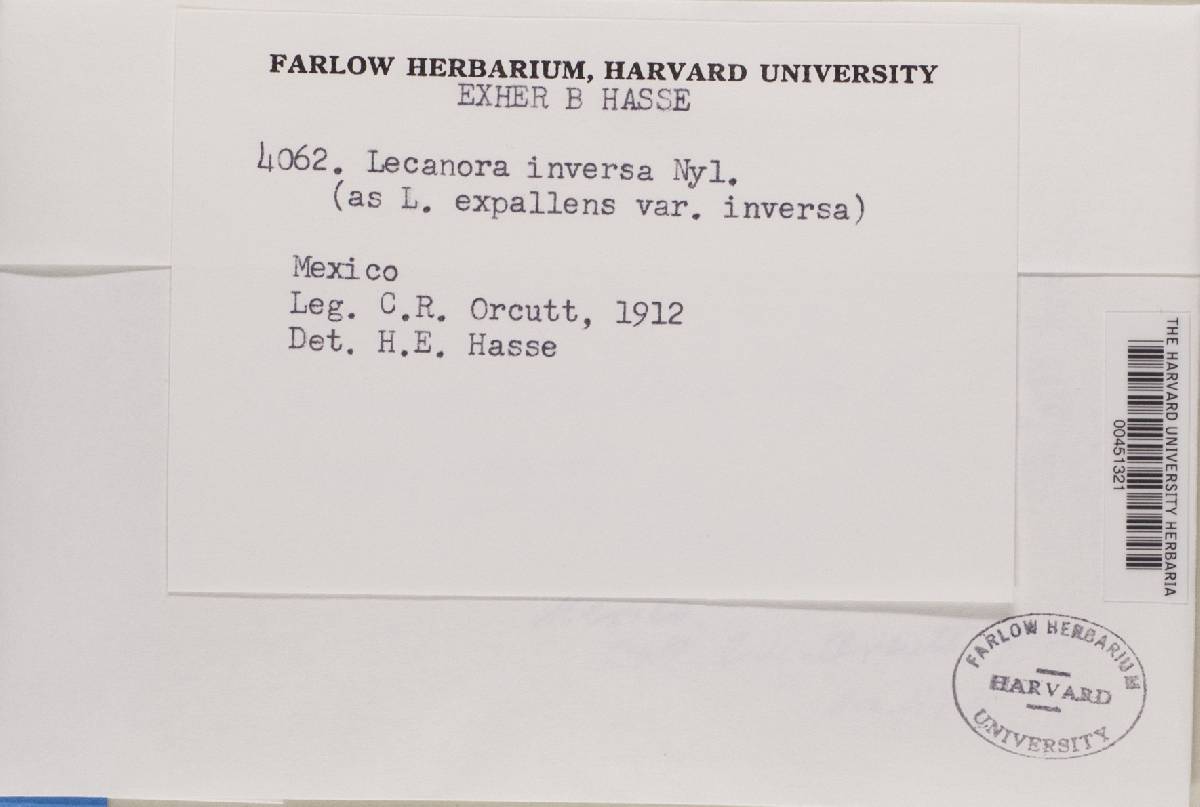 FARLOW HERBARIUM, HARVARD UNIVERSITY
EXHER B HASSE
4062. Lecanora inversa Nyl.
(as L. expallens var. inversa)
Mexico
Leg. C.R. Orcutt, 1912
Det. H.E. Hasse
THE HARVARD UNIVERSITY HERBARIA
00451321
FARLOW HERBARIUM
HARVARD
UNIVERSITY